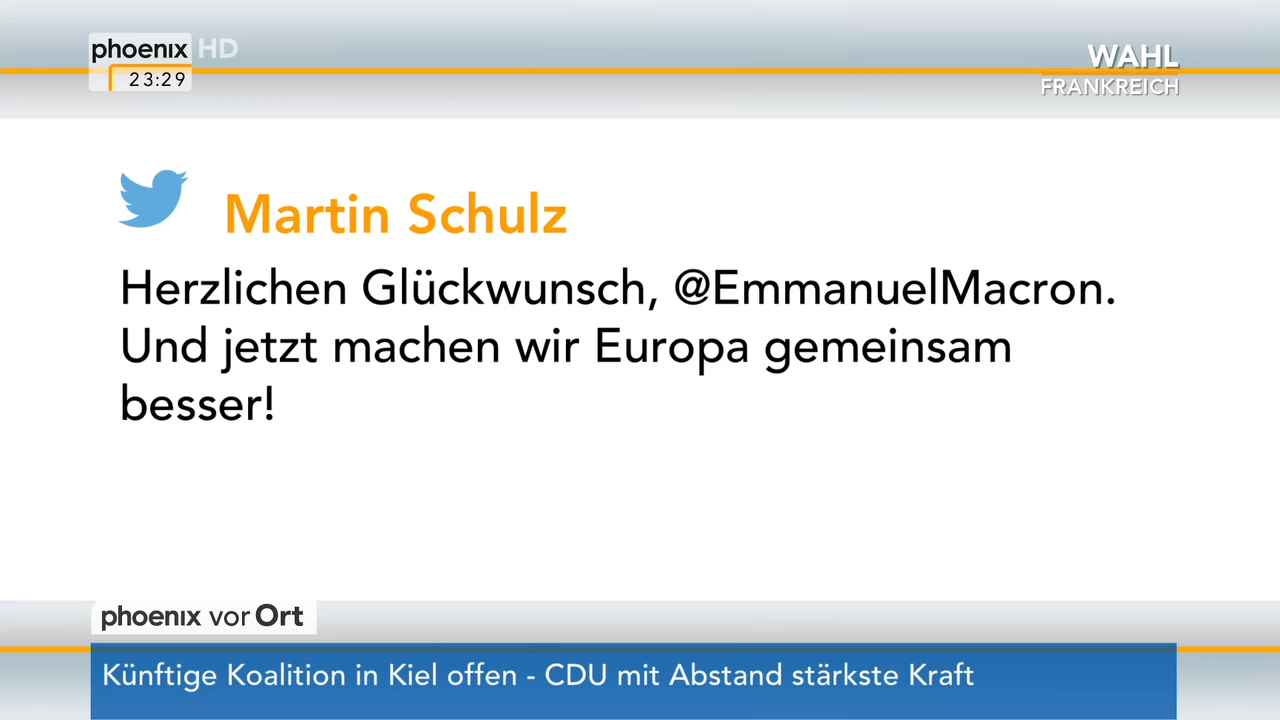 phoenix HD
23:29
WAHL
FRANKREICH
Martin Schulz
Herzlichen Glückwunsch, @EmmanuelMacron.
Und jetzt machen wir Europa gemeinsam
besser!
phoenix vor Ort
Künftige Koalition in Kiel offen - CDU mit Abstand stärkste Kraft